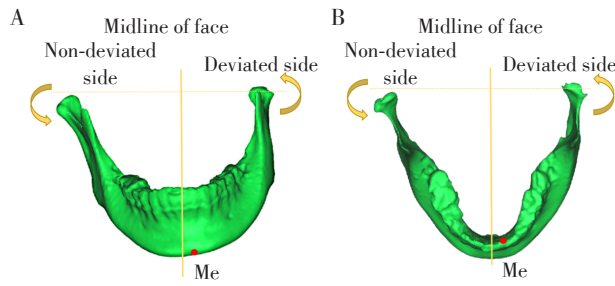 A
Midline of face
Non-deviated
side
Deviated side
Me
B
Midline of face
Non-deviated
side
Deviated side
Me